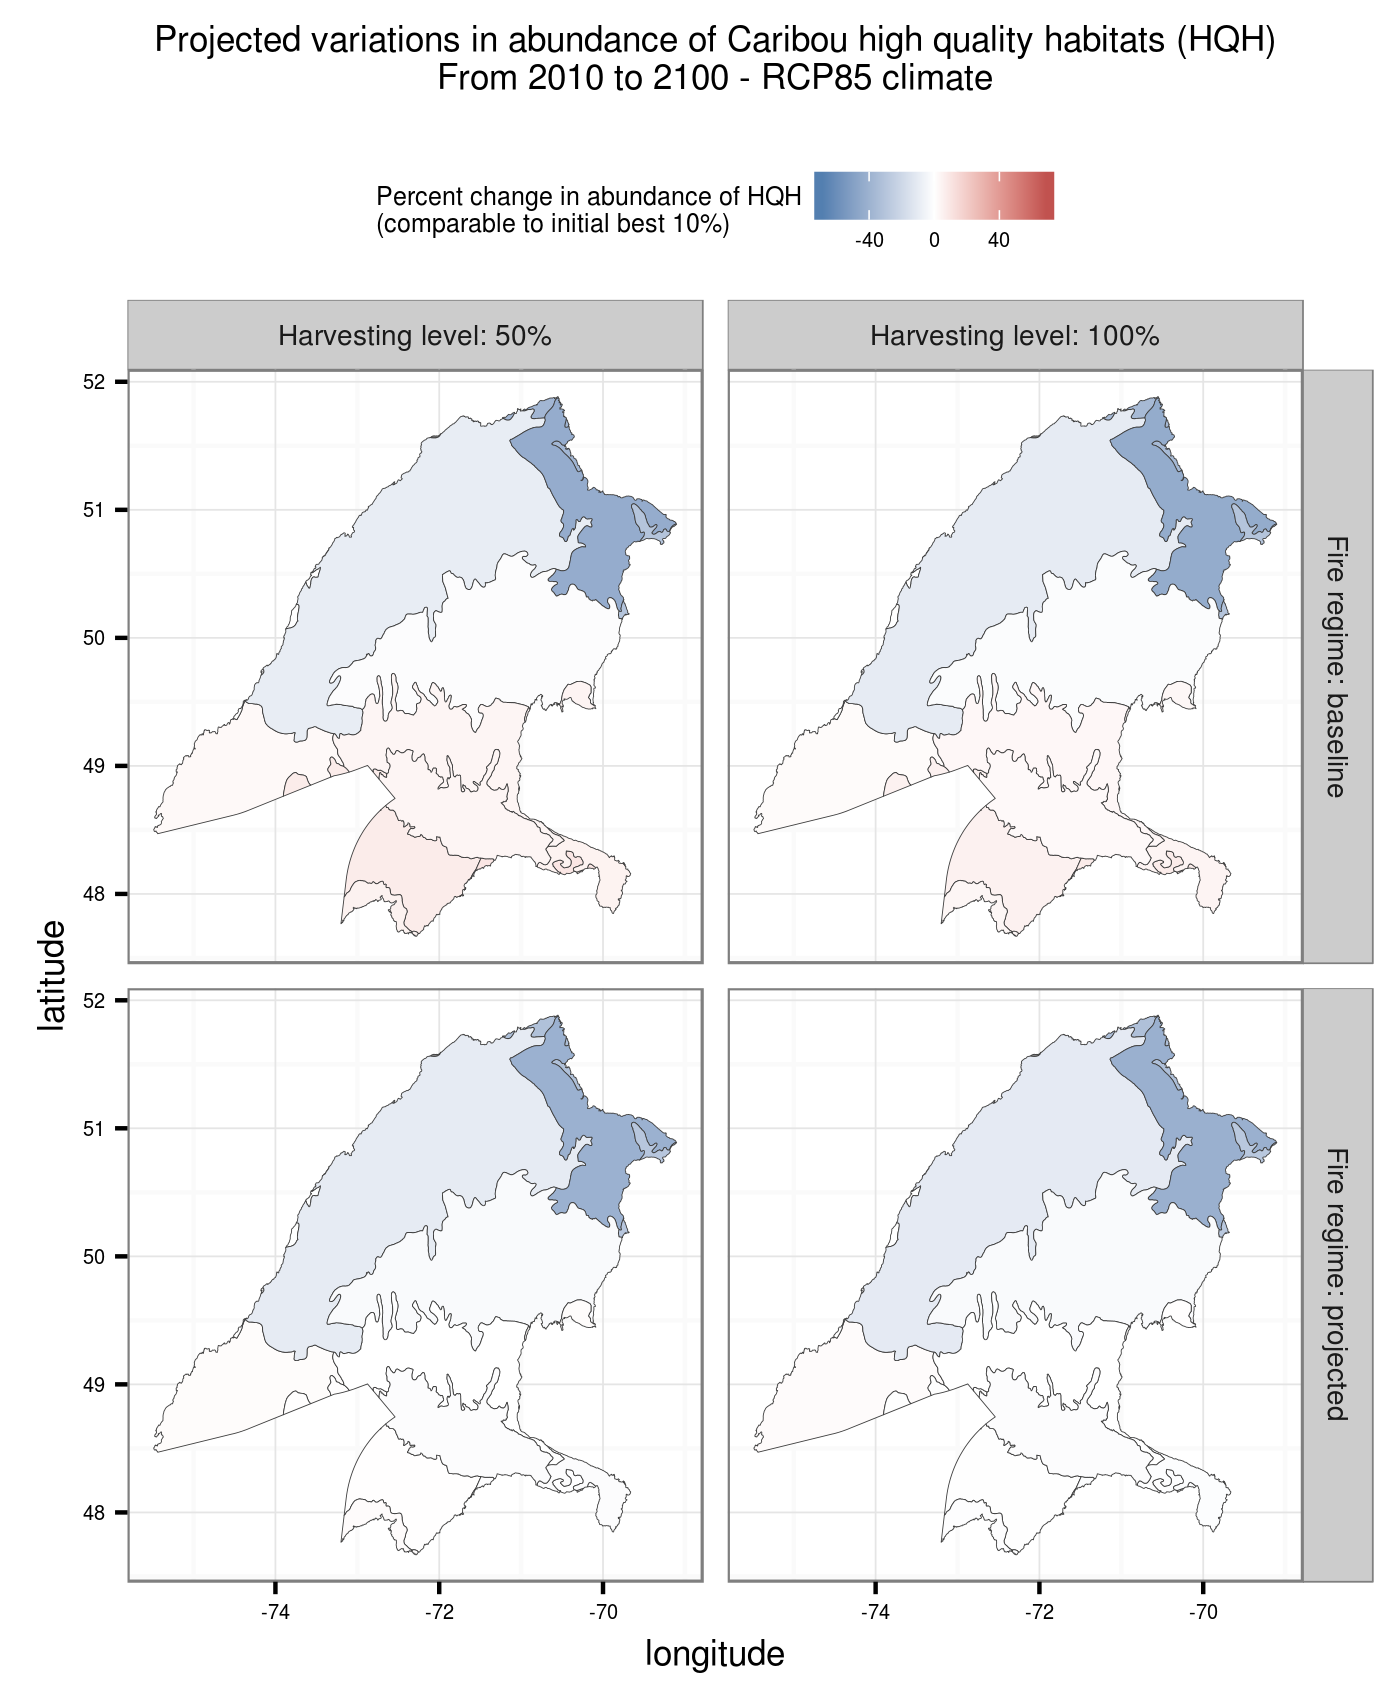 Projected variations in abundance of Caribou high quality habitats (HQH)
From 2010 to 2100 - RCP85 climate
Percent change in abundance of HQH
(comparable to initial best 10%)
-40 0 40
Harvesting level: 50%
Harvesting level: 100%
52
51
50
49
48
Fire regime: baseline
latitude
52
51
50
49
48
Fire regime: projected
-74 -72 -70
-74 -72 -70
longitude